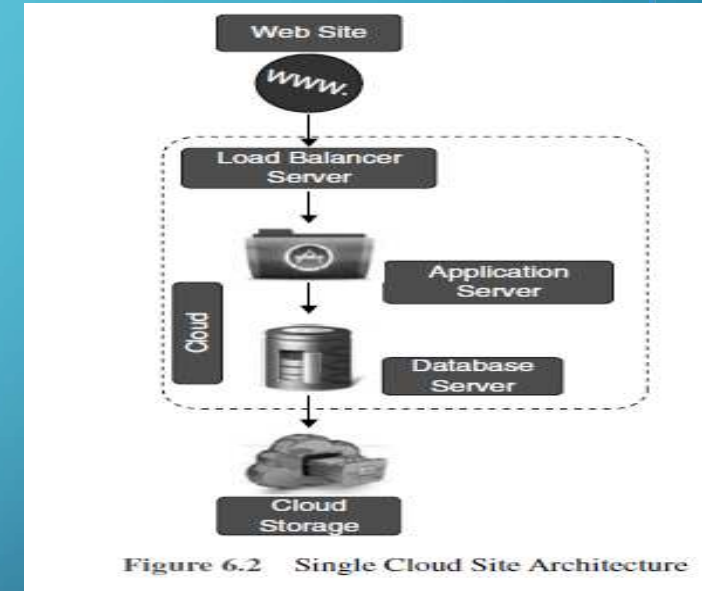 Web Site
www.
Load Balancer
Server
Application
Server
Cloud
Database
Server
Cloud
Storage
Figure 6.2 Single Cloud Site Architecture